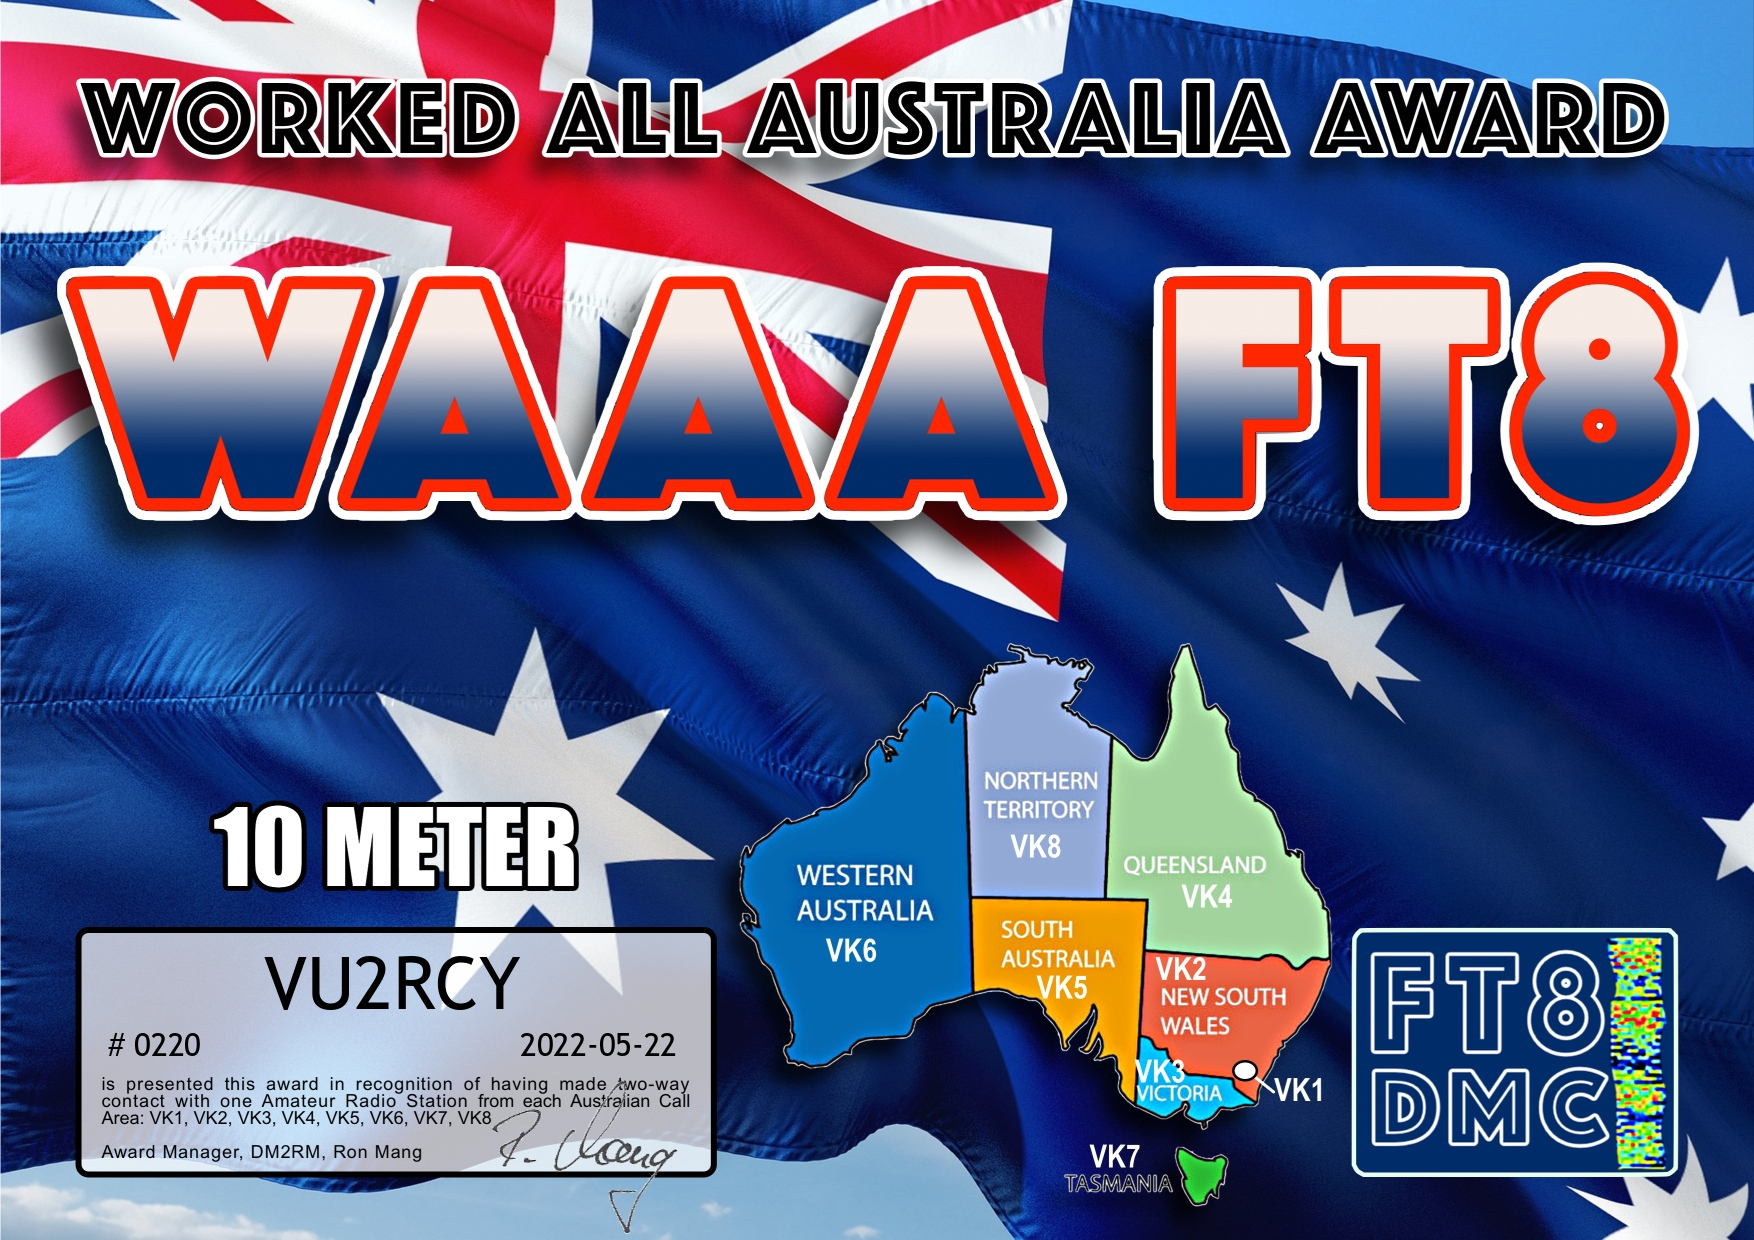 WORKED ALL AUSTRALIA AWARD
WAAA FT8
10 METER
VU2RCY
# 0220 2022-05-22
is presented this award in recognition of having made two-way
contact with one Amateur Radio Station from each Australian Call
Area: VK1, VK2, VK3, VK4, VK5, VK6, VK7, VK8
Award Manager, DM2RM, Ron Mang
R. Mang
NORTHERN
TERRITORY
VK8
QUEENSLAND
VK4
WESTERN
AUSTRALIA
VK6
SOUTH
AUSTRALIA
VK5
VK2
NEW SOUTH
WALES
VK3
VICTORIA
VK1
VK7
TASMANIA
FT8
DMC